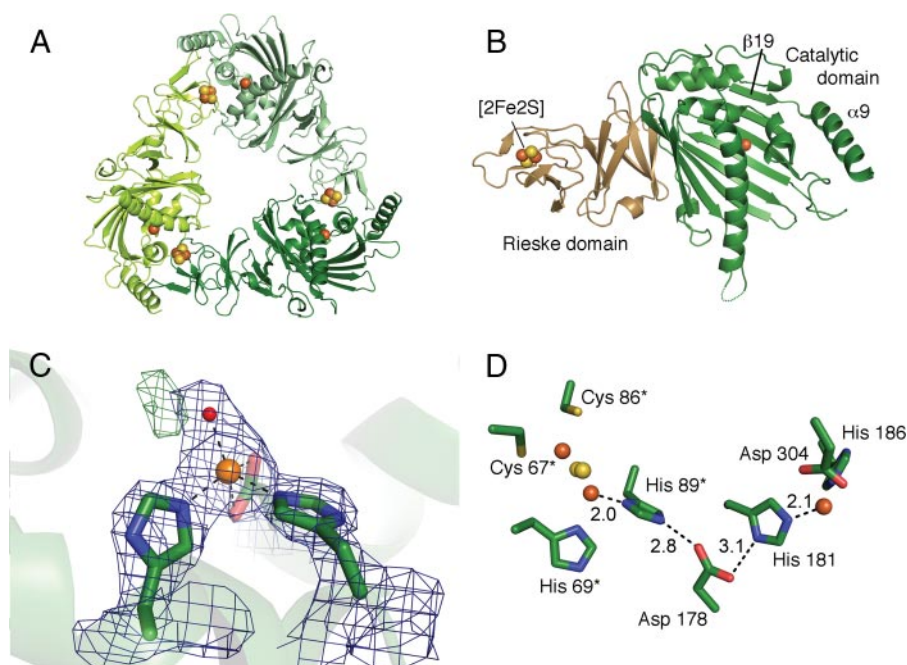 A
B
β19
Catalytic
domain
α9
[2Fe2S]
Rieske domain
C
D
Cys 86*
His 186
Asp 304
Cys 67*
His 89*
2.0
2.1
2.8
3.1
His 181
His 69*
Asp 178